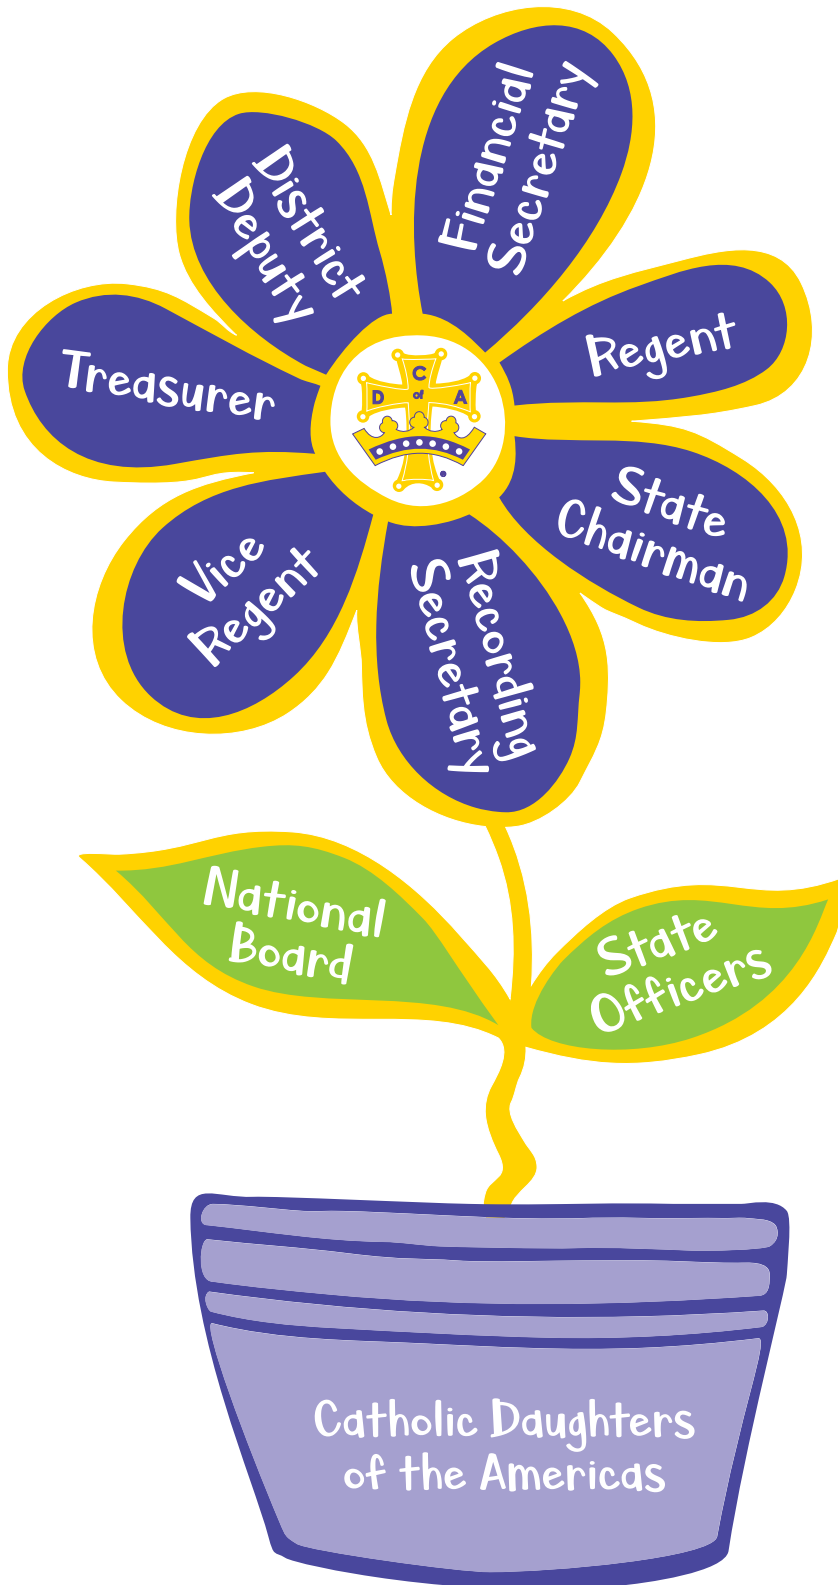 Findncial
Secretary
District
Deputy
Regent
Treasurer
C
D of A
State
Chairman
Vice
Regent
Recording
Secretary
National
Board
State
Officers
Catholic Daughters
of the Americas